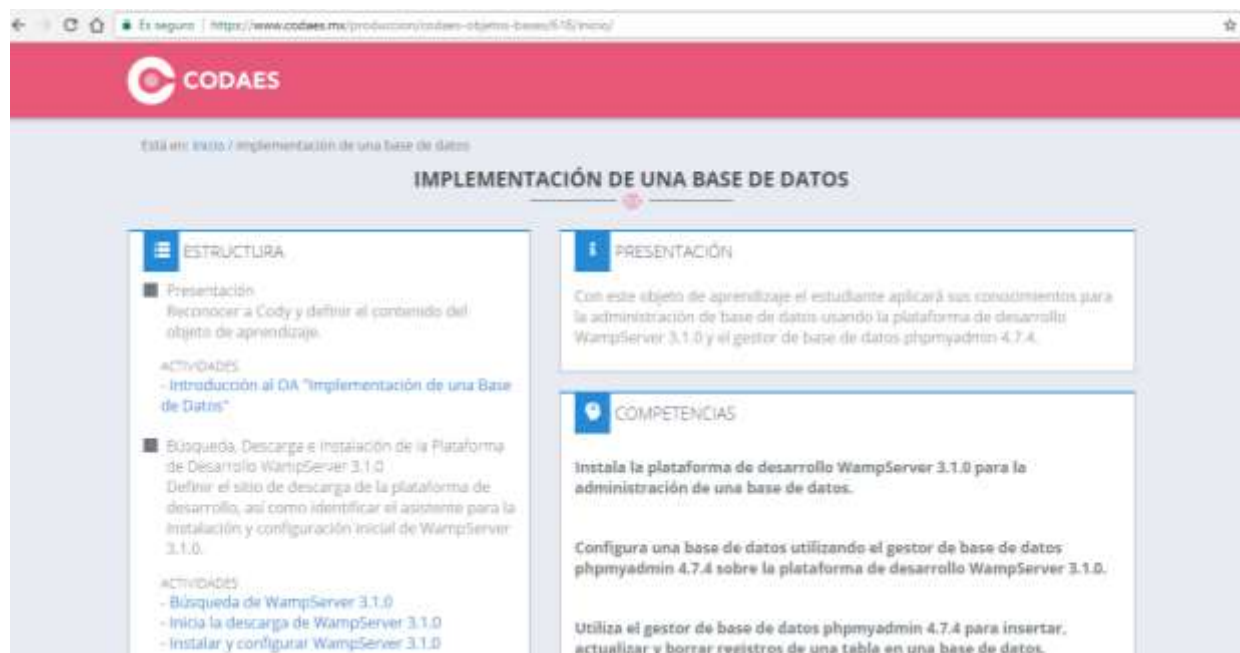 Es seguro | https://www.codaes.mx/produccion/codaes-objetos-bases/618/inicio/
CODAES
Está en: Inicio / Implementación de una base de datos
IMPLEMENTACIÓN DE UNA BASE DE DATOS
ESTRUCTURA
Presentación
Reconocer a Cody y definir el contenido del
objeto de aprendizaje.
ACTIVIDADES
- Introducción al OA "Implementación de una Base
de Datos"
Búsqueda, Descarga e Instalación de la Plataforma
de Desarrollo WampServer 3.1.0
Definir el sitio de descarga de la plataforma de
desarrollo, así como identificar el asistente para la
instalación y configuración inicial de WampServer
3.1.0.
ACTIVIDADES
- Búsqueda de WampServer 3.1.0
- Inicia la descarga de WampServer 3.1.0
- Instalar y configurar WampServer 3.1.0
PRESENTACIÓN
Con este objeto de aprendizaje el estudiante aplicará sus conocimientos para
la administración de base de datos usando la plataforma de desarrollo
WampServer 3.1.0 y el gestor de base de datos phpmyadmin 4.7.4.
COMPETENCIAS
Instala la plataforma de desarrollo WampServer 3.1.0 para la
administración de una base de datos.
Configura una base de datos utilizando el gestor de base de datos
phpmyadmin 4.7.4 sobre la plataforma de desarrollo WampServer 3.1.0.
Utiliza el gestor de base de datos phpmyadmin 4.7.4 para insertar,
actualizar y borrar registros de una tabla en una base de datos.